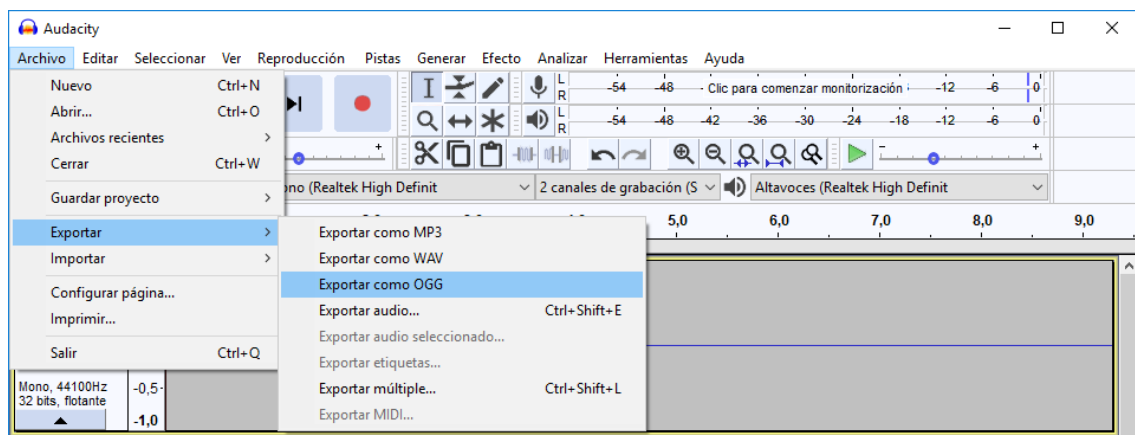 Audacity
Archivo Editar Seleccionar Ver Reproducción Pistas Generar Efecto Analizar Herramientas Ayuda
Nuevo Ctrl+N
Abrir... Ctrl+O
Archivos recientes
Cerrar Ctrl+W
Guardar proyecto
Exportar
Importar
Configurar página...
Imprimir...
Salir Ctrl+Q
L
R
-54 -48 Clic para comenzar monitorización -12 -6 0
L
R
-54 -48 -42 -36 -30 -24 -18 -12 -6 0
(Realtek High Definit
2 canales de grabación (S
Altavoces (Realtek High Definit
5,0 6,0 7,0 8,0 9,0
Exportar como MP3
Exportar como WAV
Exportar como OGG
Exportar audio... Ctrl+Shift+E
Exportar audio seleccionado...
Exportar etiquetas...
Exportar múltiple... Ctrl+Shift+L
Exportar MIDI...
Mono, 44100Hz
32 bits, flotante
-0,5
-1,0